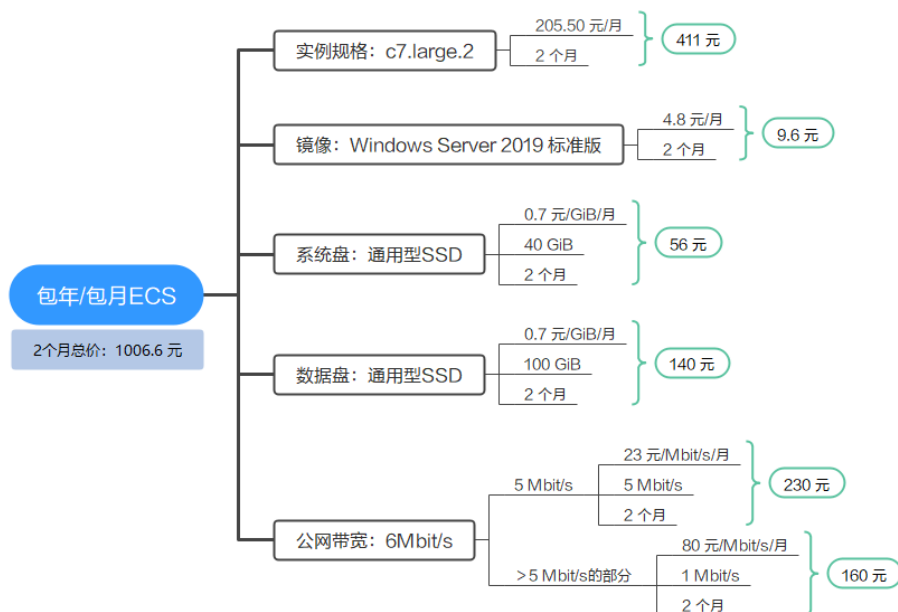 包年/包月ECS
2个月总价：1006.6 元
实例规格：c7.large.2
205.50 元/月
2 个月
411 元
镜像：Windows Server 2019 标准版
4.8 元/月
2 个月
9.6 元
系统盘：通用型SSD
0.7 元/GiB/月
40 GiB
2 个月
56 元
数据盘：通用型SSD
0.7 元/GiB/月
100 GiB
2 个月
140 元
公网带宽：6Mbit/s
5 Mbit/s
23 元/Mbit/s/月
5 Mbit/s
2 个月
230 元
＞5 Mbit/s的部分
80 元/Mbit/s/月
1 Mbit/s
2 个月
160 元